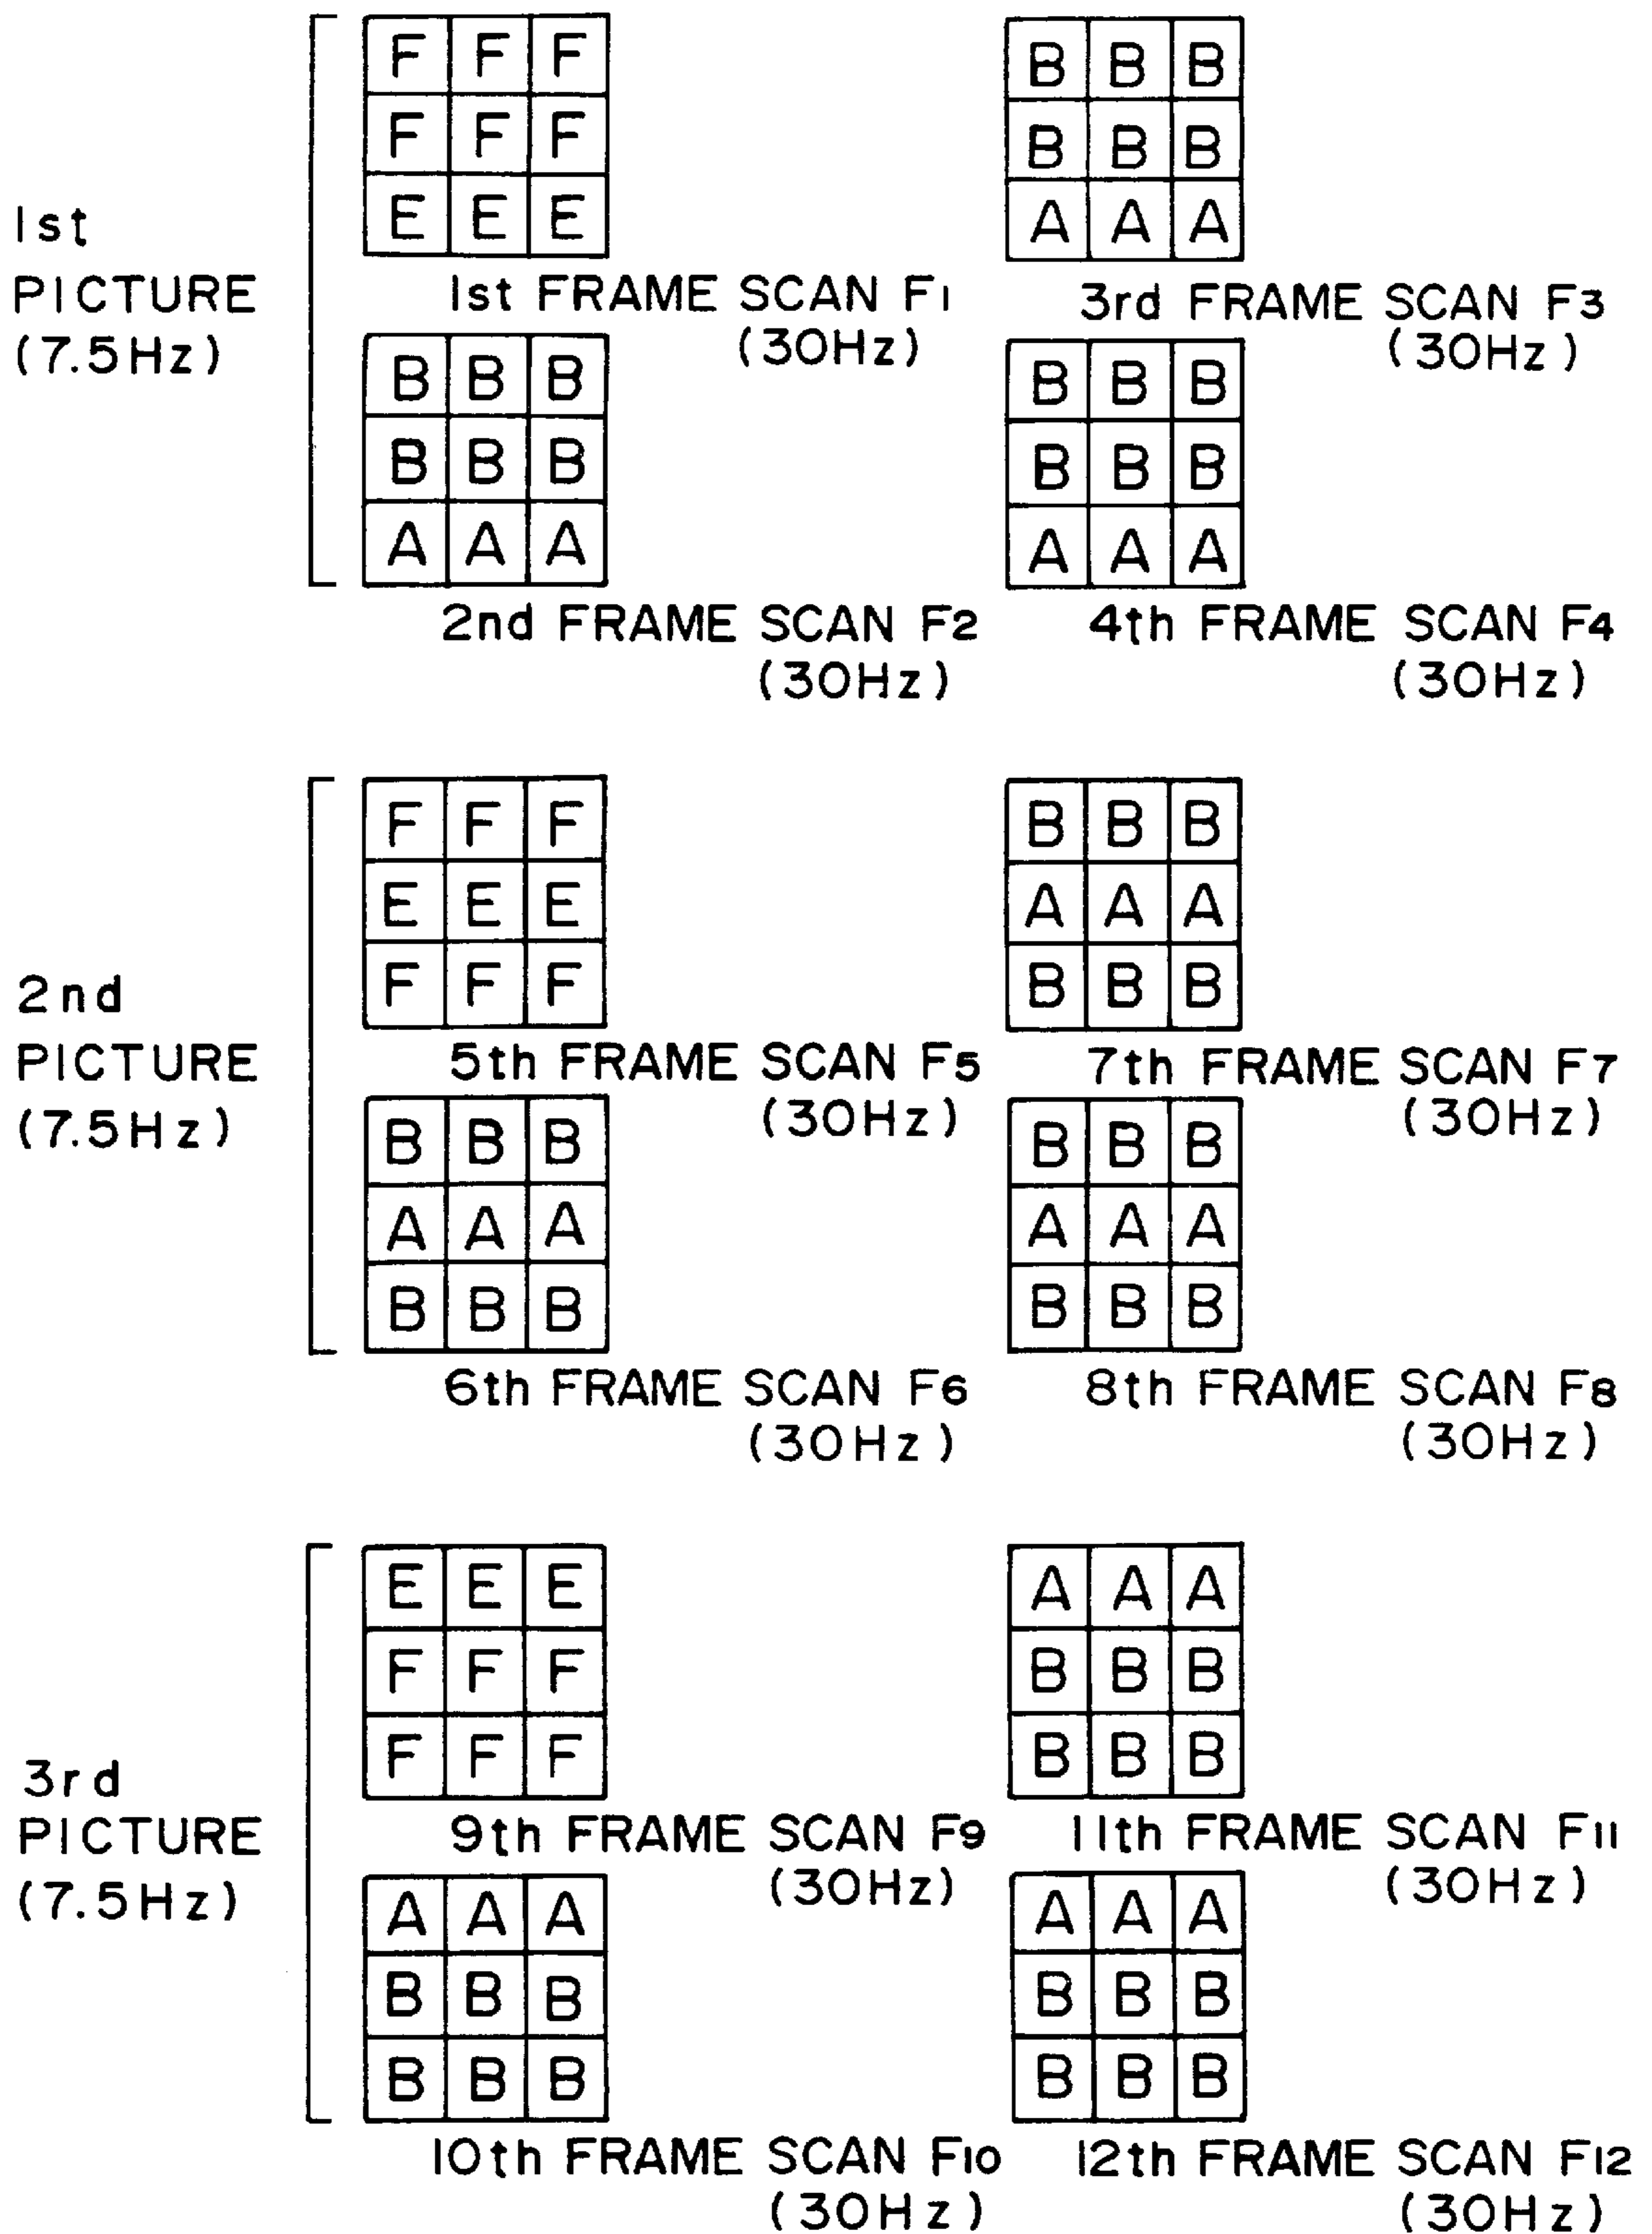 1st
PICTURE
(7.5Hz)
F F F
F F F
E E E
1st FRAME SCAN F1
(30Hz)
B B B
B B B
A A A
2nd FRAME SCAN F2
(30Hz)
B B B
B B B
A A A
3rd FRAME SCAN F3
(30Hz)
B B B
B B B
A A A
4th FRAME SCAN F4
(30Hz)
2nd
PICTURE
(7.5Hz)
F F F
E E E
F F F
5th FRAME SCAN F5
(30Hz)
B B B
A A A
B B B
6th FRAME SCAN F6
(30Hz)
B B B
A A A
B B B
7th FRAME SCAN F7
(30Hz)
B B B
A A A
B B B
8th FRAME SCAN F8
(30Hz)
3rd
PICTURE
(7.5Hz)
E E E
F F F
F F F
9th FRAME SCAN F9
(30Hz)
A A A
B B B
B B B
10th FRAME SCAN F10
(30Hz)
A A A
B B B
B B B
11th FRAME SCAN F11
(30Hz)
A A A
B B B
B B B
12th FRAME SCAN F12
(30Hz)